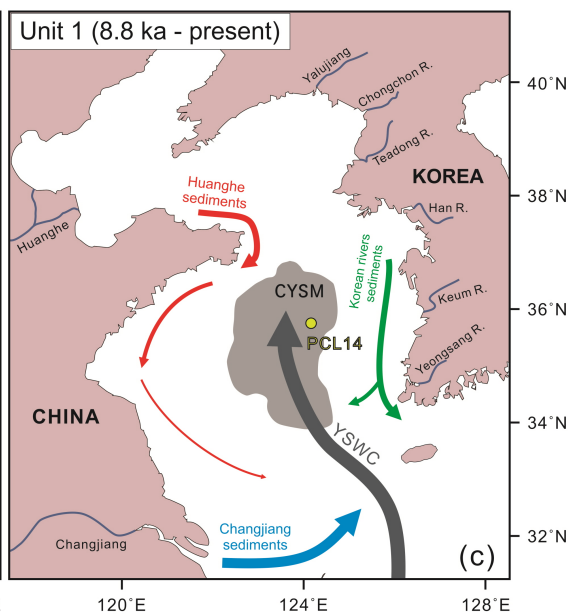 Unit 1 (8.8 ka - present)
Yalujiang
Chongchon R.
40˚N
Teadong R.
KOREA
Huanghe
sediments
38˚N
Han R.
Huanghe
Korean rivers
sediments
CYSM
Keum R.
36˚N
PCL14
Yeongsang R.
CHINA
34˚N
YSWC
Changjiang
sediments
32˚N
Changjiang
(c)
120˚E
124˚E
128˚E